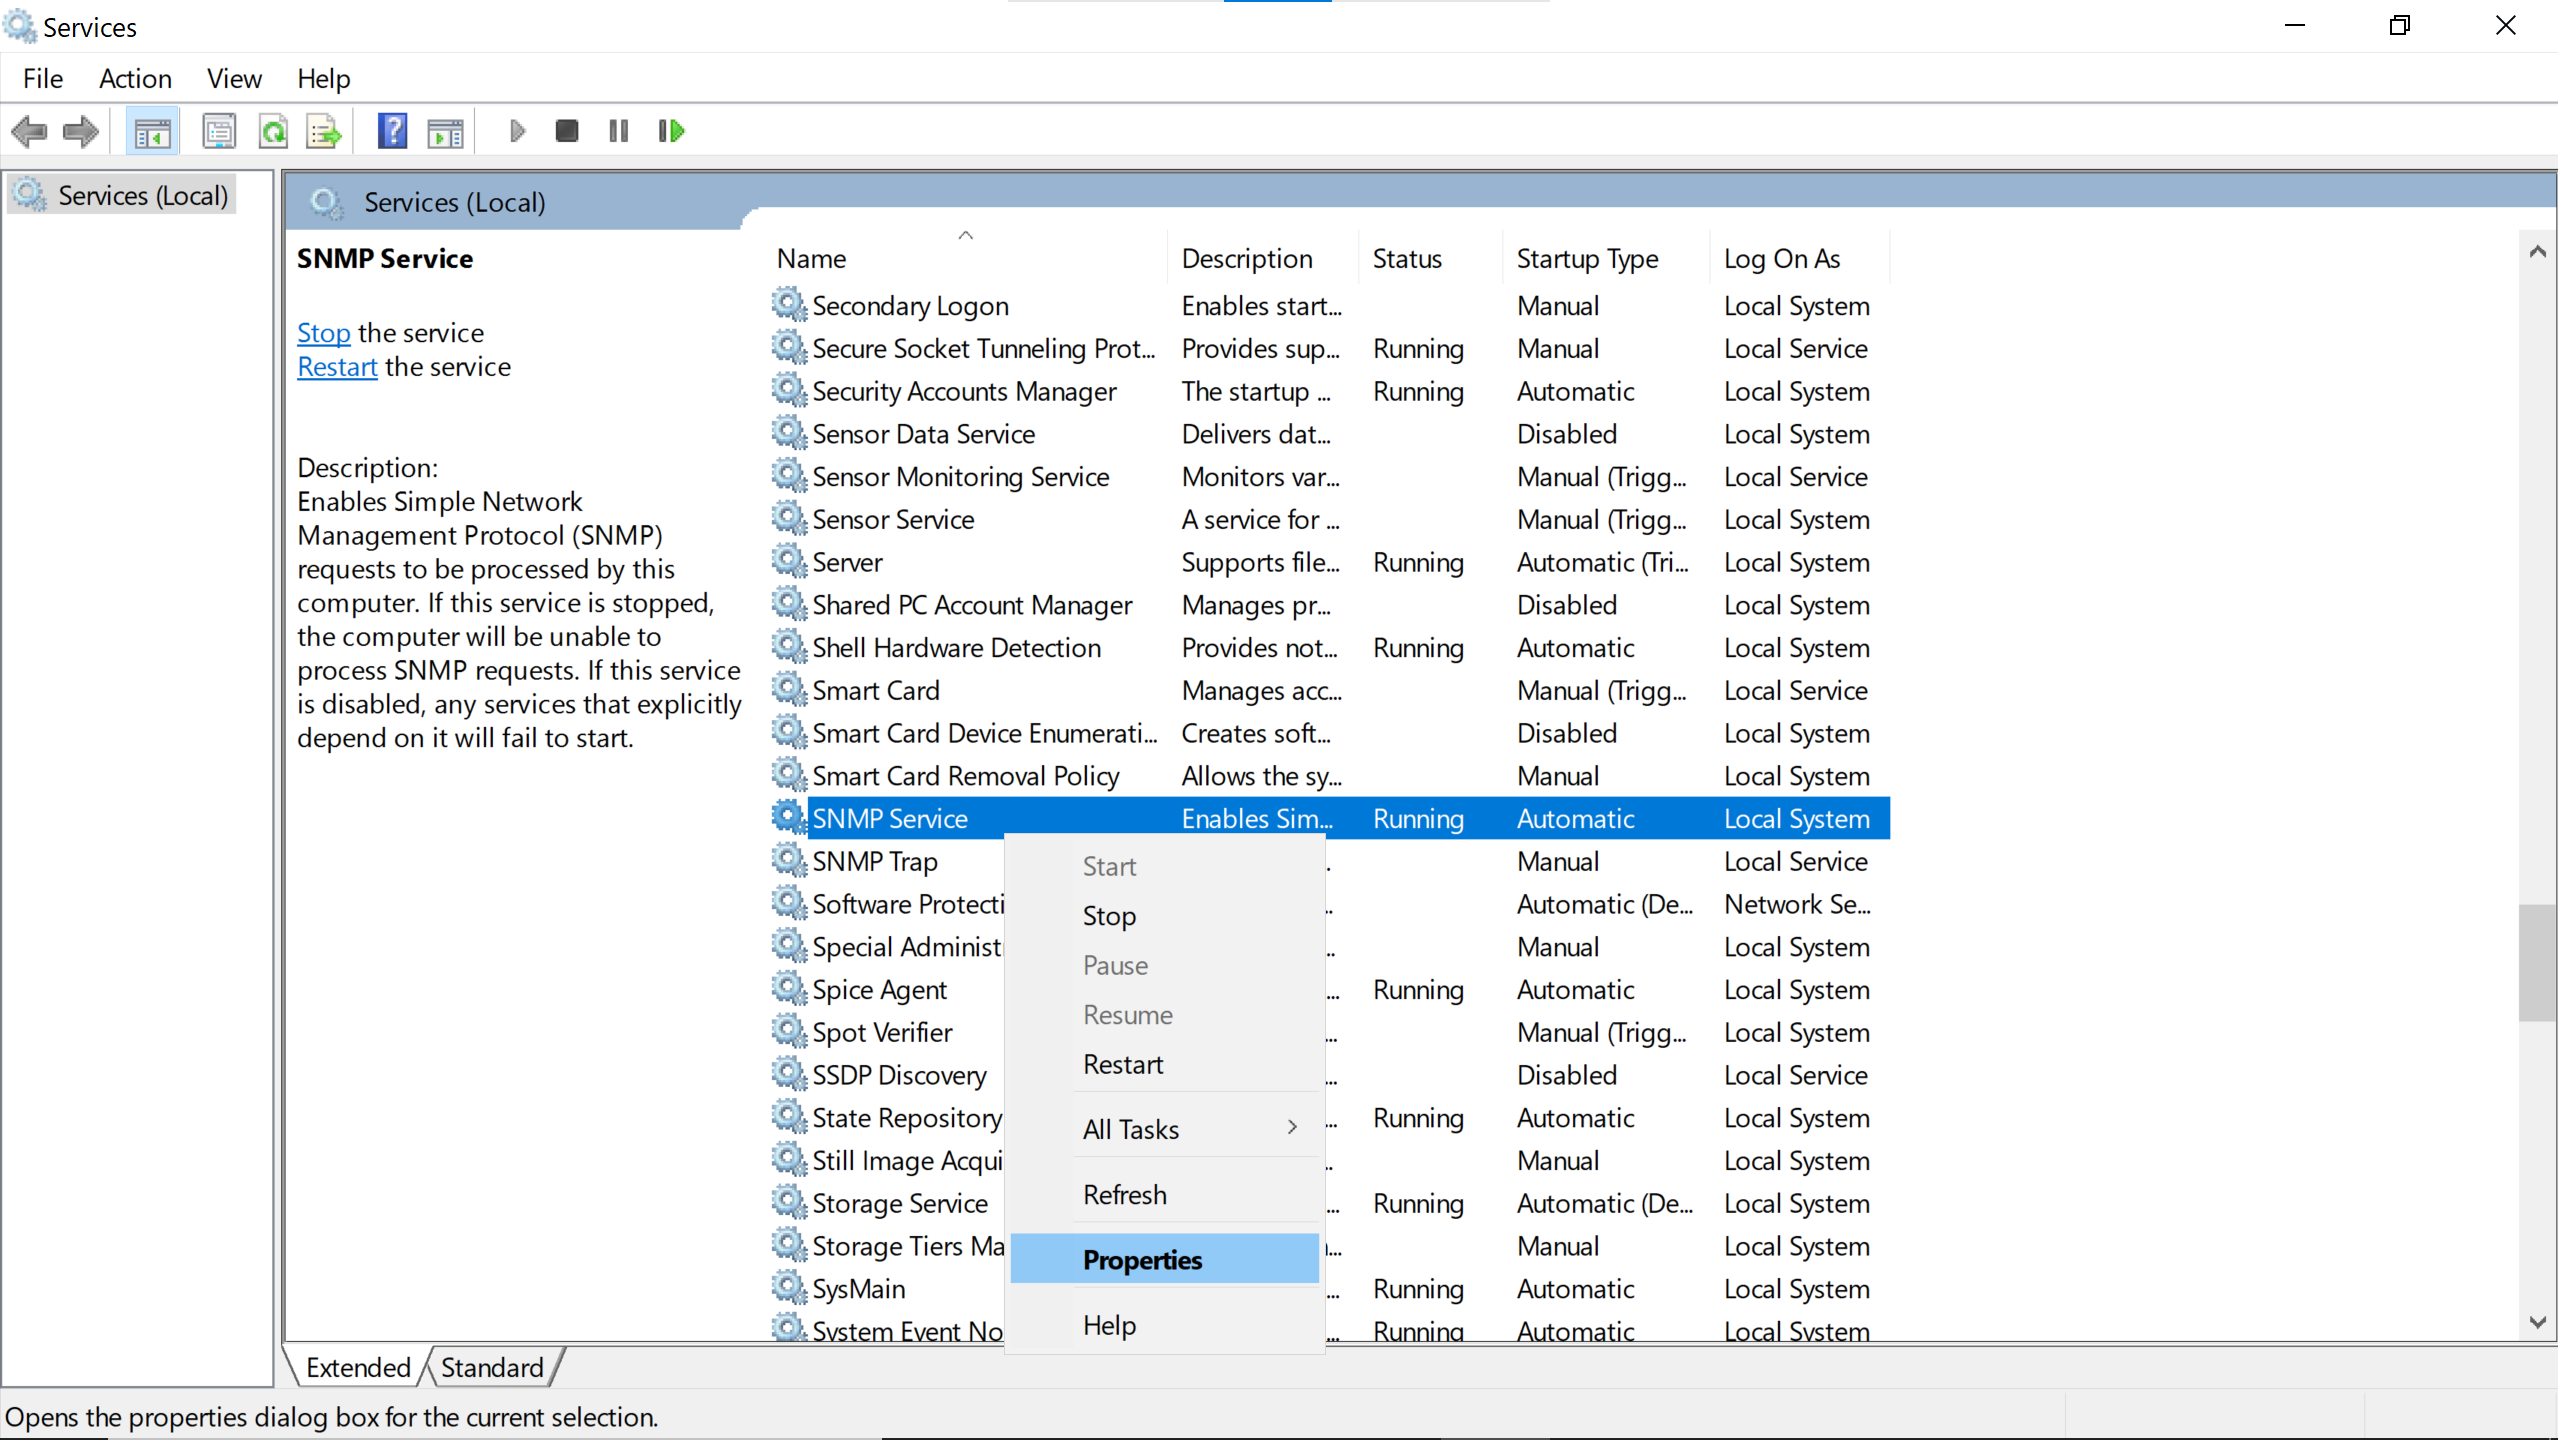 Services
File Action View Help
Services (Local)
Services (Local)
SNMP Service
Stop the service
Restart the service
Description:
Enables Simple Network
Management Protocol (SNMP)
requests to be processed by this
computer. If this service is stopped,
the computer will be unable to
process SNMP requests. If this service
is disabled, any services that explicitly
depend on it will fail to start.
Name Description Status Startup Type Log On As
Secondary Logon Enables start... Manual Local System
Secure Socket Tunneling Prot... Provides sup... Running Manual Local Service
Security Accounts Manager The startup ... Running Automatic Local System
Sensor Data Service Delivers dat... Disabled Local System
Sensor Monitoring Service Monitors var... Manual (Trigg... Local Service
Sensor Service A service for ... Manual (Trigg... Local System
Server Supports file... Running Automatic (Tri... Local System
Shared PC Account Manager Manages pr... Disabled Local System
Shell Hardware Detection Provides not... Running Automatic Local System
Smart Card Manages acc... Manual (Trigg... Local Service
Smart Card Device Enumerati... Creates soft... Disabled Local System
Smart Card Removal Policy Allows the sy... Manual Local System
SNMP Service Enables Sim... Running Automatic Local System
SNMP Trap Manual Local Service
Software Protecti Automatic (De... Network Se...
Special Administ Manual Local System
Spice Agent ... Running Automatic Local System
Spot Verifier ... Manual (Trigg... Local System
SSDP Discovery ... Disabled Local Service
State Repository ... Running Automatic Local System
Still Image Acqui Manual Local System
Storage Service ... Running Automatic (De... Local System
Storage Tiers Ma ... Manual Local System
SysMain ... Running Automatic Local System
System Event No ... Running Automatic Local System
Start
Stop
Pause
Resume
Restart
All Tasks
Refresh
Properties
Help
Extended Standard
Opens the properties dialog box for the current selection.